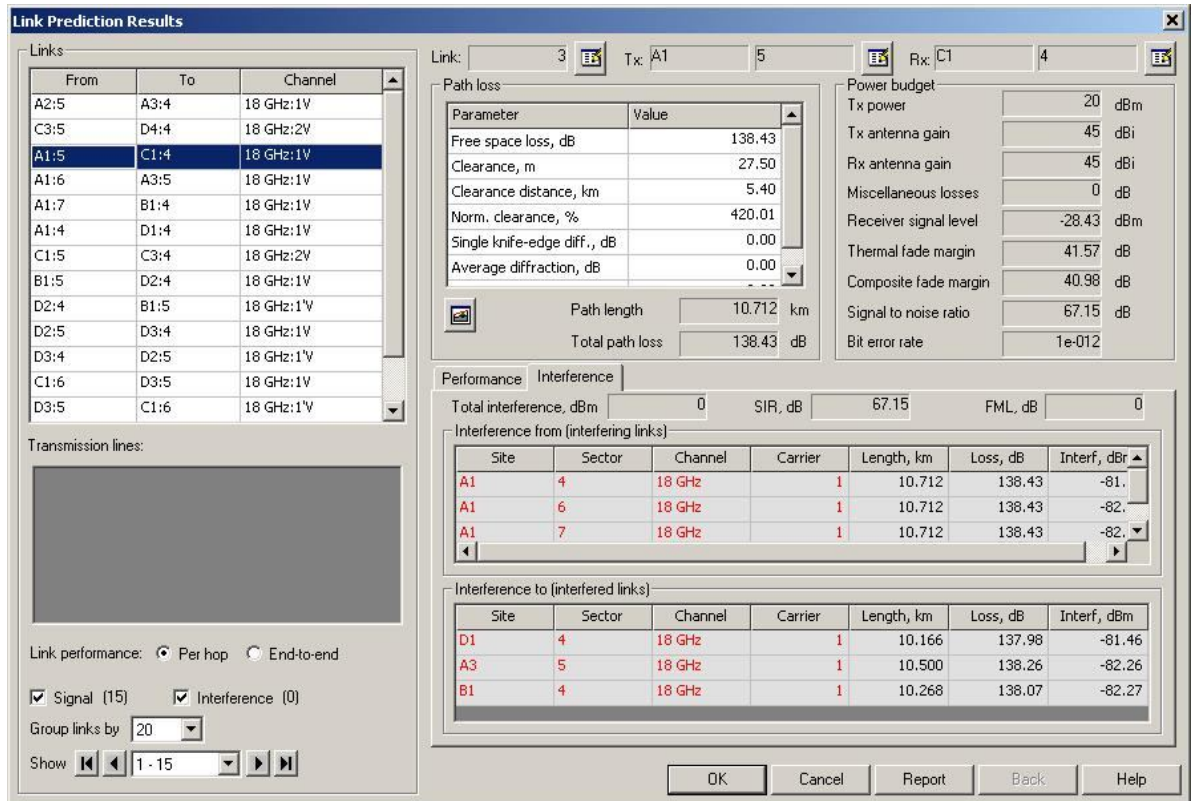 Link Prediction Results
Links
From To Channel
A2:5 A3:4 18 GHz:1V
C3:5 D4:4 18 GHz:2V
A1:5 C1:4 18 GHz:1V
A1:6 A3:5 18 GHz:1V
A1:7 B1:4 18 GHz:1V
A1:4 D1:4 18 GHz:1V
C1:5 C3:4 18 GHz:2V
B1:5 D2:4 18 GHz:1V
D2:4 B1:5 18 GHz:1'V
D2:5 D3:4 18 GHz:1V
D3:4 D2:5 18 GHz:1'V
C1:6 D3:5 18 GHz:1V
D3:5 C1:6 18 GHz:1'V
Transmission lines:
Link performance: Per hop End-to-end
Signal (15) Interference (0)
Group links by 20
Show 1 - 15
Link: 3 Tx: A1 5 Rx: C1 4
Path loss
Parameter Value
Free space loss, dB 138.43
Clearance, m 27.50
Clearance distance, km 5.40
Norm. clearance, % 420.01
Single knife-edge diff., dB 0.00
Average diffraction, dB 0.00
Path length 10.712 km
Total path loss 138.43 dB
Power budget
Tx power 20 dBm
Tx antenna gain 45 dBi
Rx antenna gain 45 dBi
Miscellaneous losses 0 dB
Receiver signal level -28.43 dBm
Thermal fade margin 41.57 dB
Composite fade margin 40.98 dB
Signal to noise ratio 67.15 dB
Bit error rate 1e-012
Performance Interference
Total interference, dBm 0 SIR, dB 67.15 FML, dB 0
Interference from (interfering links)
Site Sector Channel Carrier Length, km Loss, dB Interf, dBr
A1 4 18 GHz 1 10.712 138.43 -81.
A1 6 18 GHz 1 10.712 138.43 -82.
A1 7 18 GHz 1 10.712 138.43 -82.
Interference to (interfered links)
Site Sector Channel Carrier Length, km Loss, dB Interf, dBm
D1 4 18 GHz 1 10.166 137.98 -81.46
A3 5 18 GHz 1 10.500 138.26 -82.26
B1 4 18 GHz 1 10.268 138.07 -82.27
OK Cancel Report Back Help